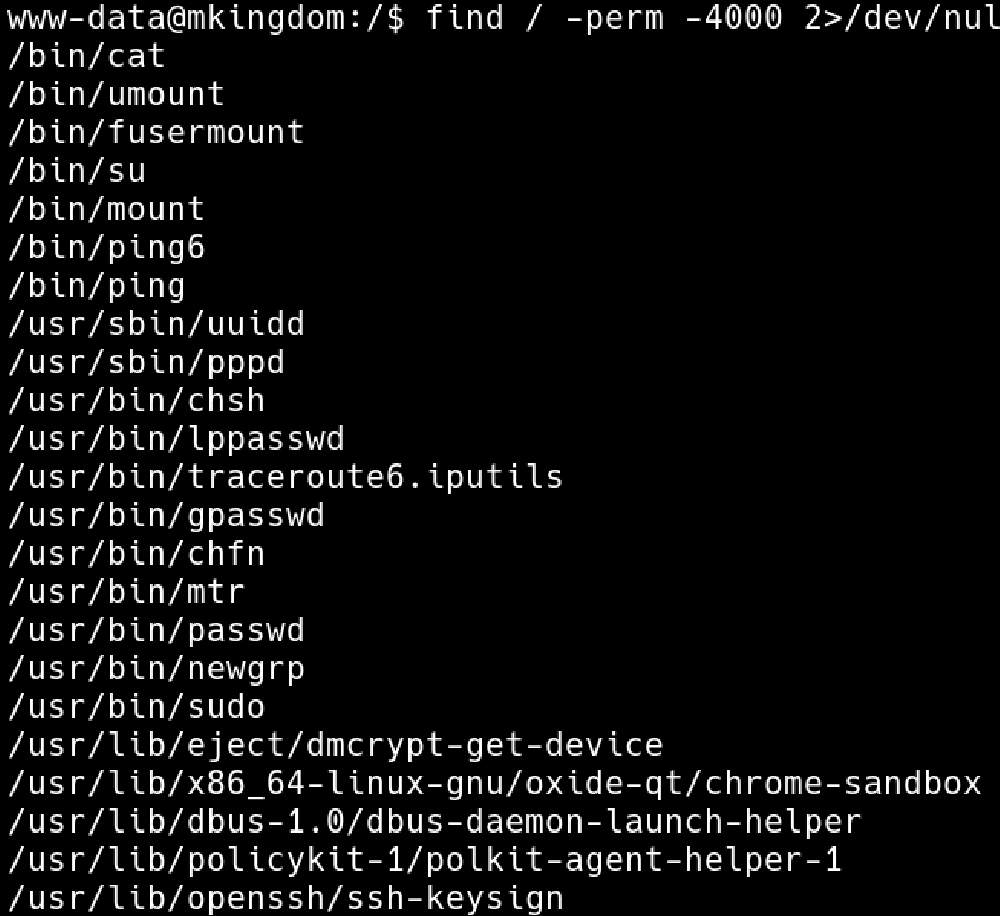 www-data@mkingdom:/$ find / -perm -4000 2>/dev/nul
/bin/cat
/bin/umount
/bin/fusermount
/bin/su
/bin/mount
/bin/ping6
/bin/ping
/usr/sbin/uuidd
/usr/sbin/pppd
/usr/bin/chsh
/usr/bin/lppasswd
/usr/bin/traceroute6.iputils
/usr/bin/gpasswd
/usr/bin/chfn
/usr/bin/mtr
/usr/bin/passwd
/usr/bin/newgrp
/usr/bin/sudo
/usr/lib/eject/dmcrypt-get-device
/usr/lib/x86_64-linux-gnu/oxide-qt/chrome-sandbox
/usr/lib/dbus-1.0/dbus-daemon-launch-helper
/usr/lib/policykit-1/polkit-agent-helper-1
/usr/lib/openssh/ssh-keysign